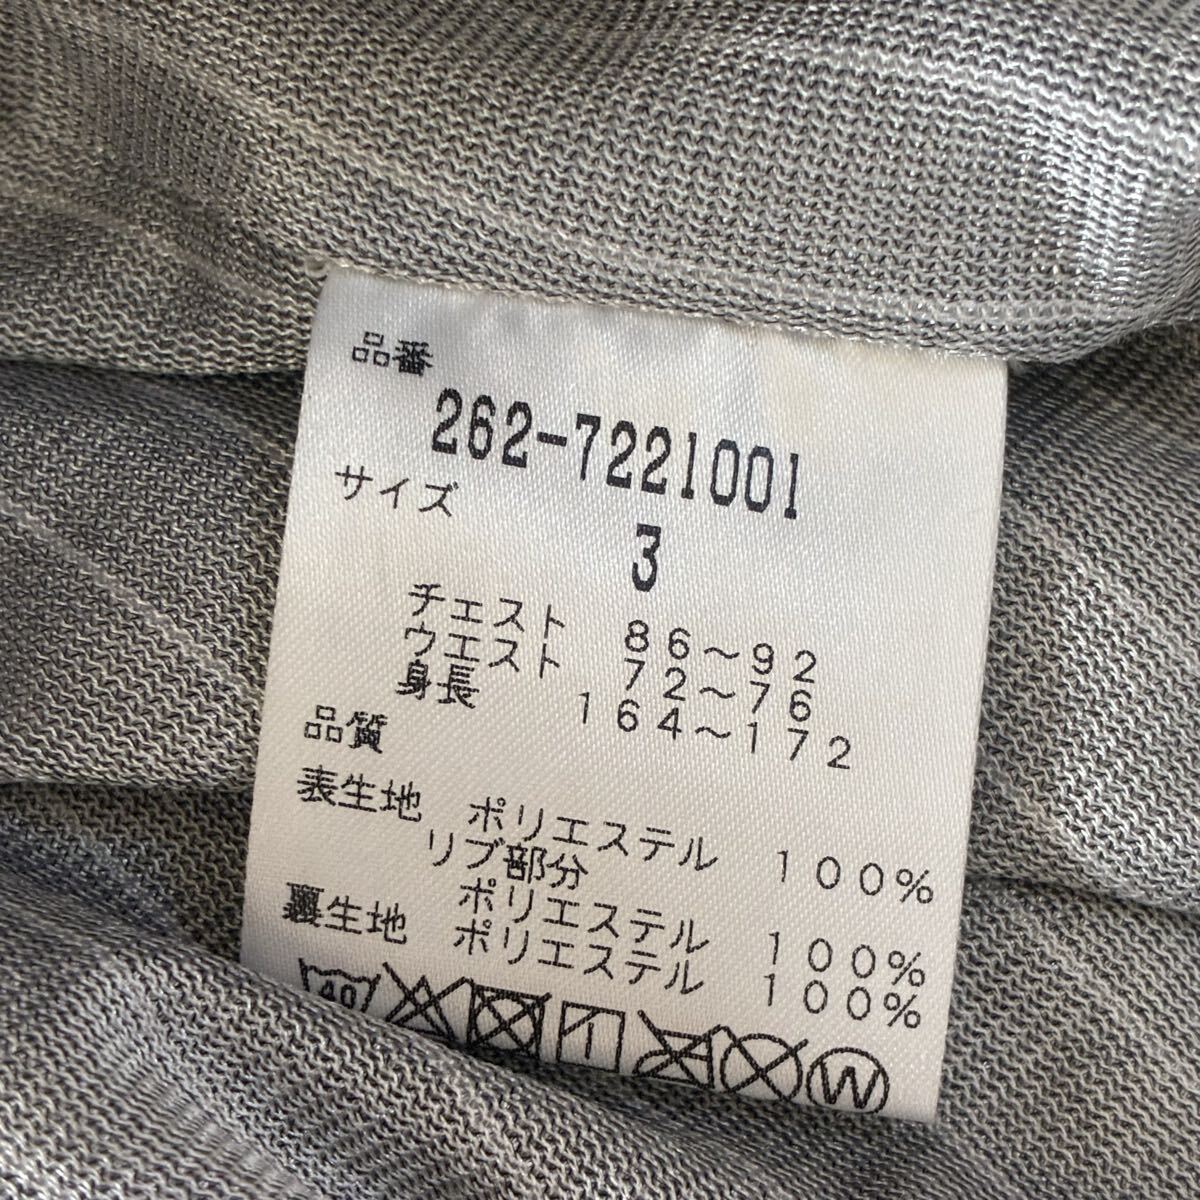 品番
262-7221001
サイズ
3
チェスト 86～92
ウエスト 72～76
身長 164～172
品質
表生地 ポリエステル 100%
リブ部分
ポリエステル 100%
裏生地 ポリエステル 100%
40
W